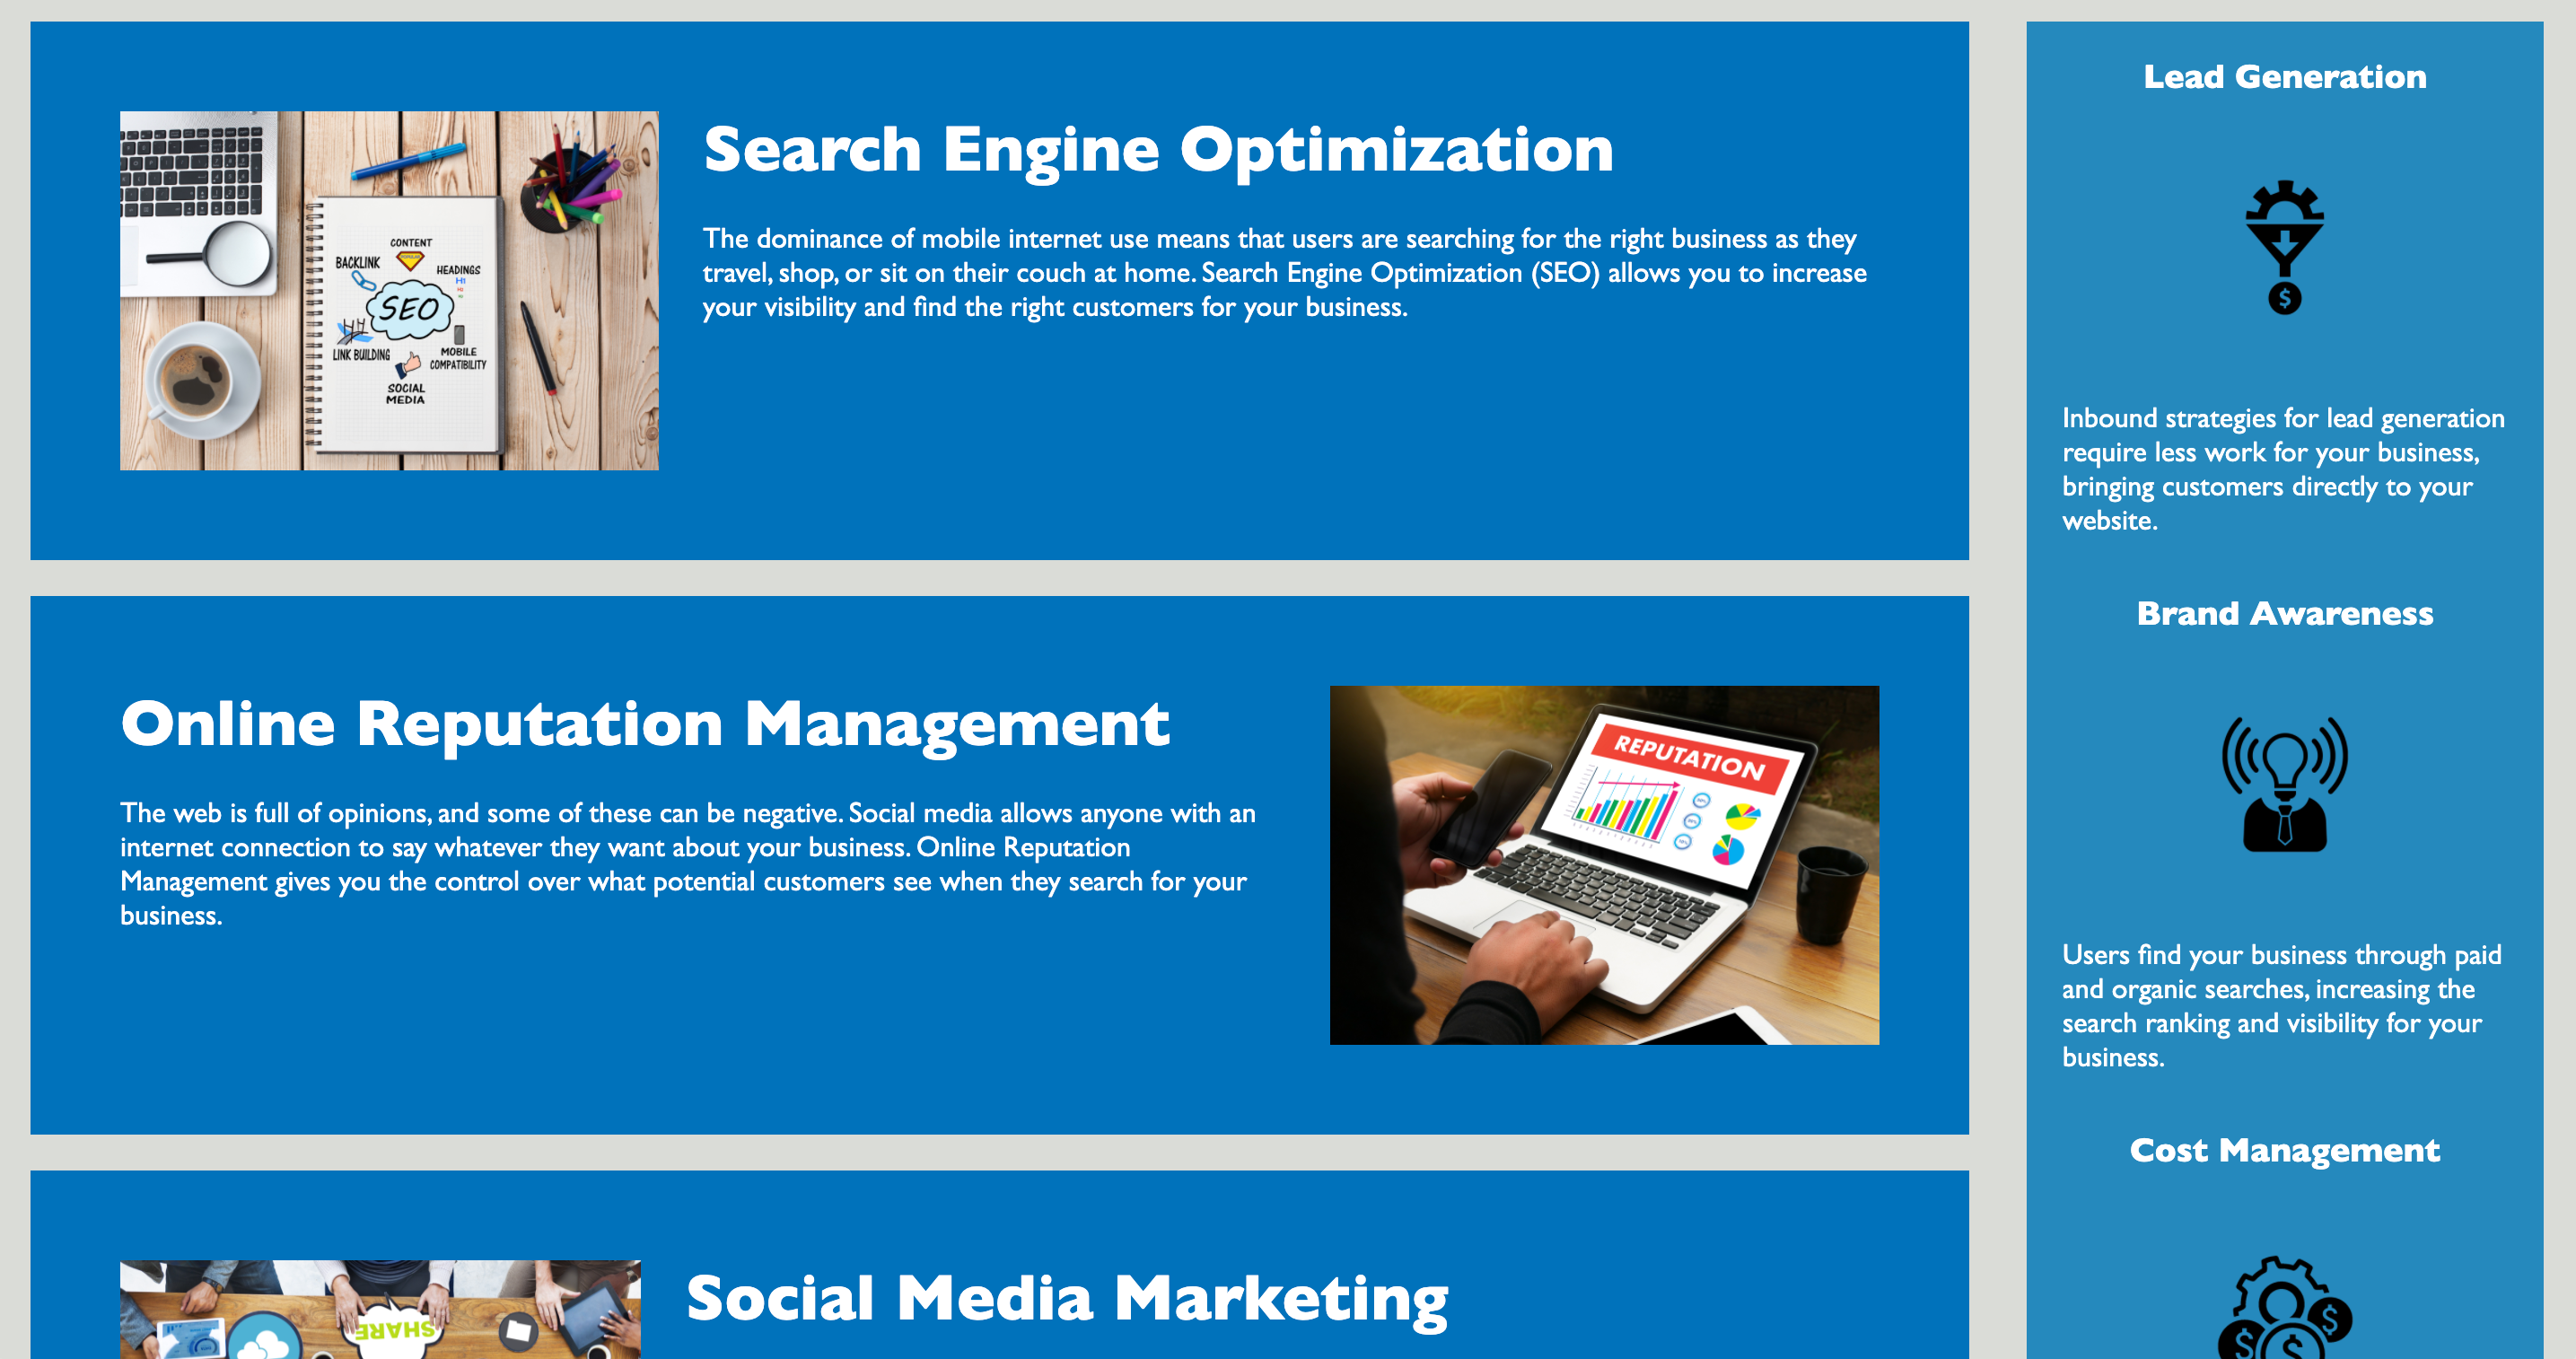 Search Engine Optimization
The dominance of mobile internet use means that users are searching for the right business as they
travel, shop, or sit on their couch at home. Search Engine Optimization (SEO) allows you to increase
your visibility and find the right customers for your business.
CONTENT
BACKLINK
HEADINGS
H1
SEO
LINK BUILDING
MOBILE
COMPATIBILITY
SOCIAL
MEDIA
Online Reputation Management
The web is full of opinions, and some of these can be negative. Social media allows anyone with an
internet connection to say whatever they want about your business. Online Reputation
Management gives you the control over what potential customers see when they search for your
business.
REPUTATION
Social Media Marketing
SHARE
Lead Generation
$
Inbound strategies for lead generation
require less work for your business,
bringing customers directly to your
website.
Brand Awareness
Users find your business through paid
and organic searches, increasing the
search ranking and visibility for your
business.
Cost Management
$
$
$